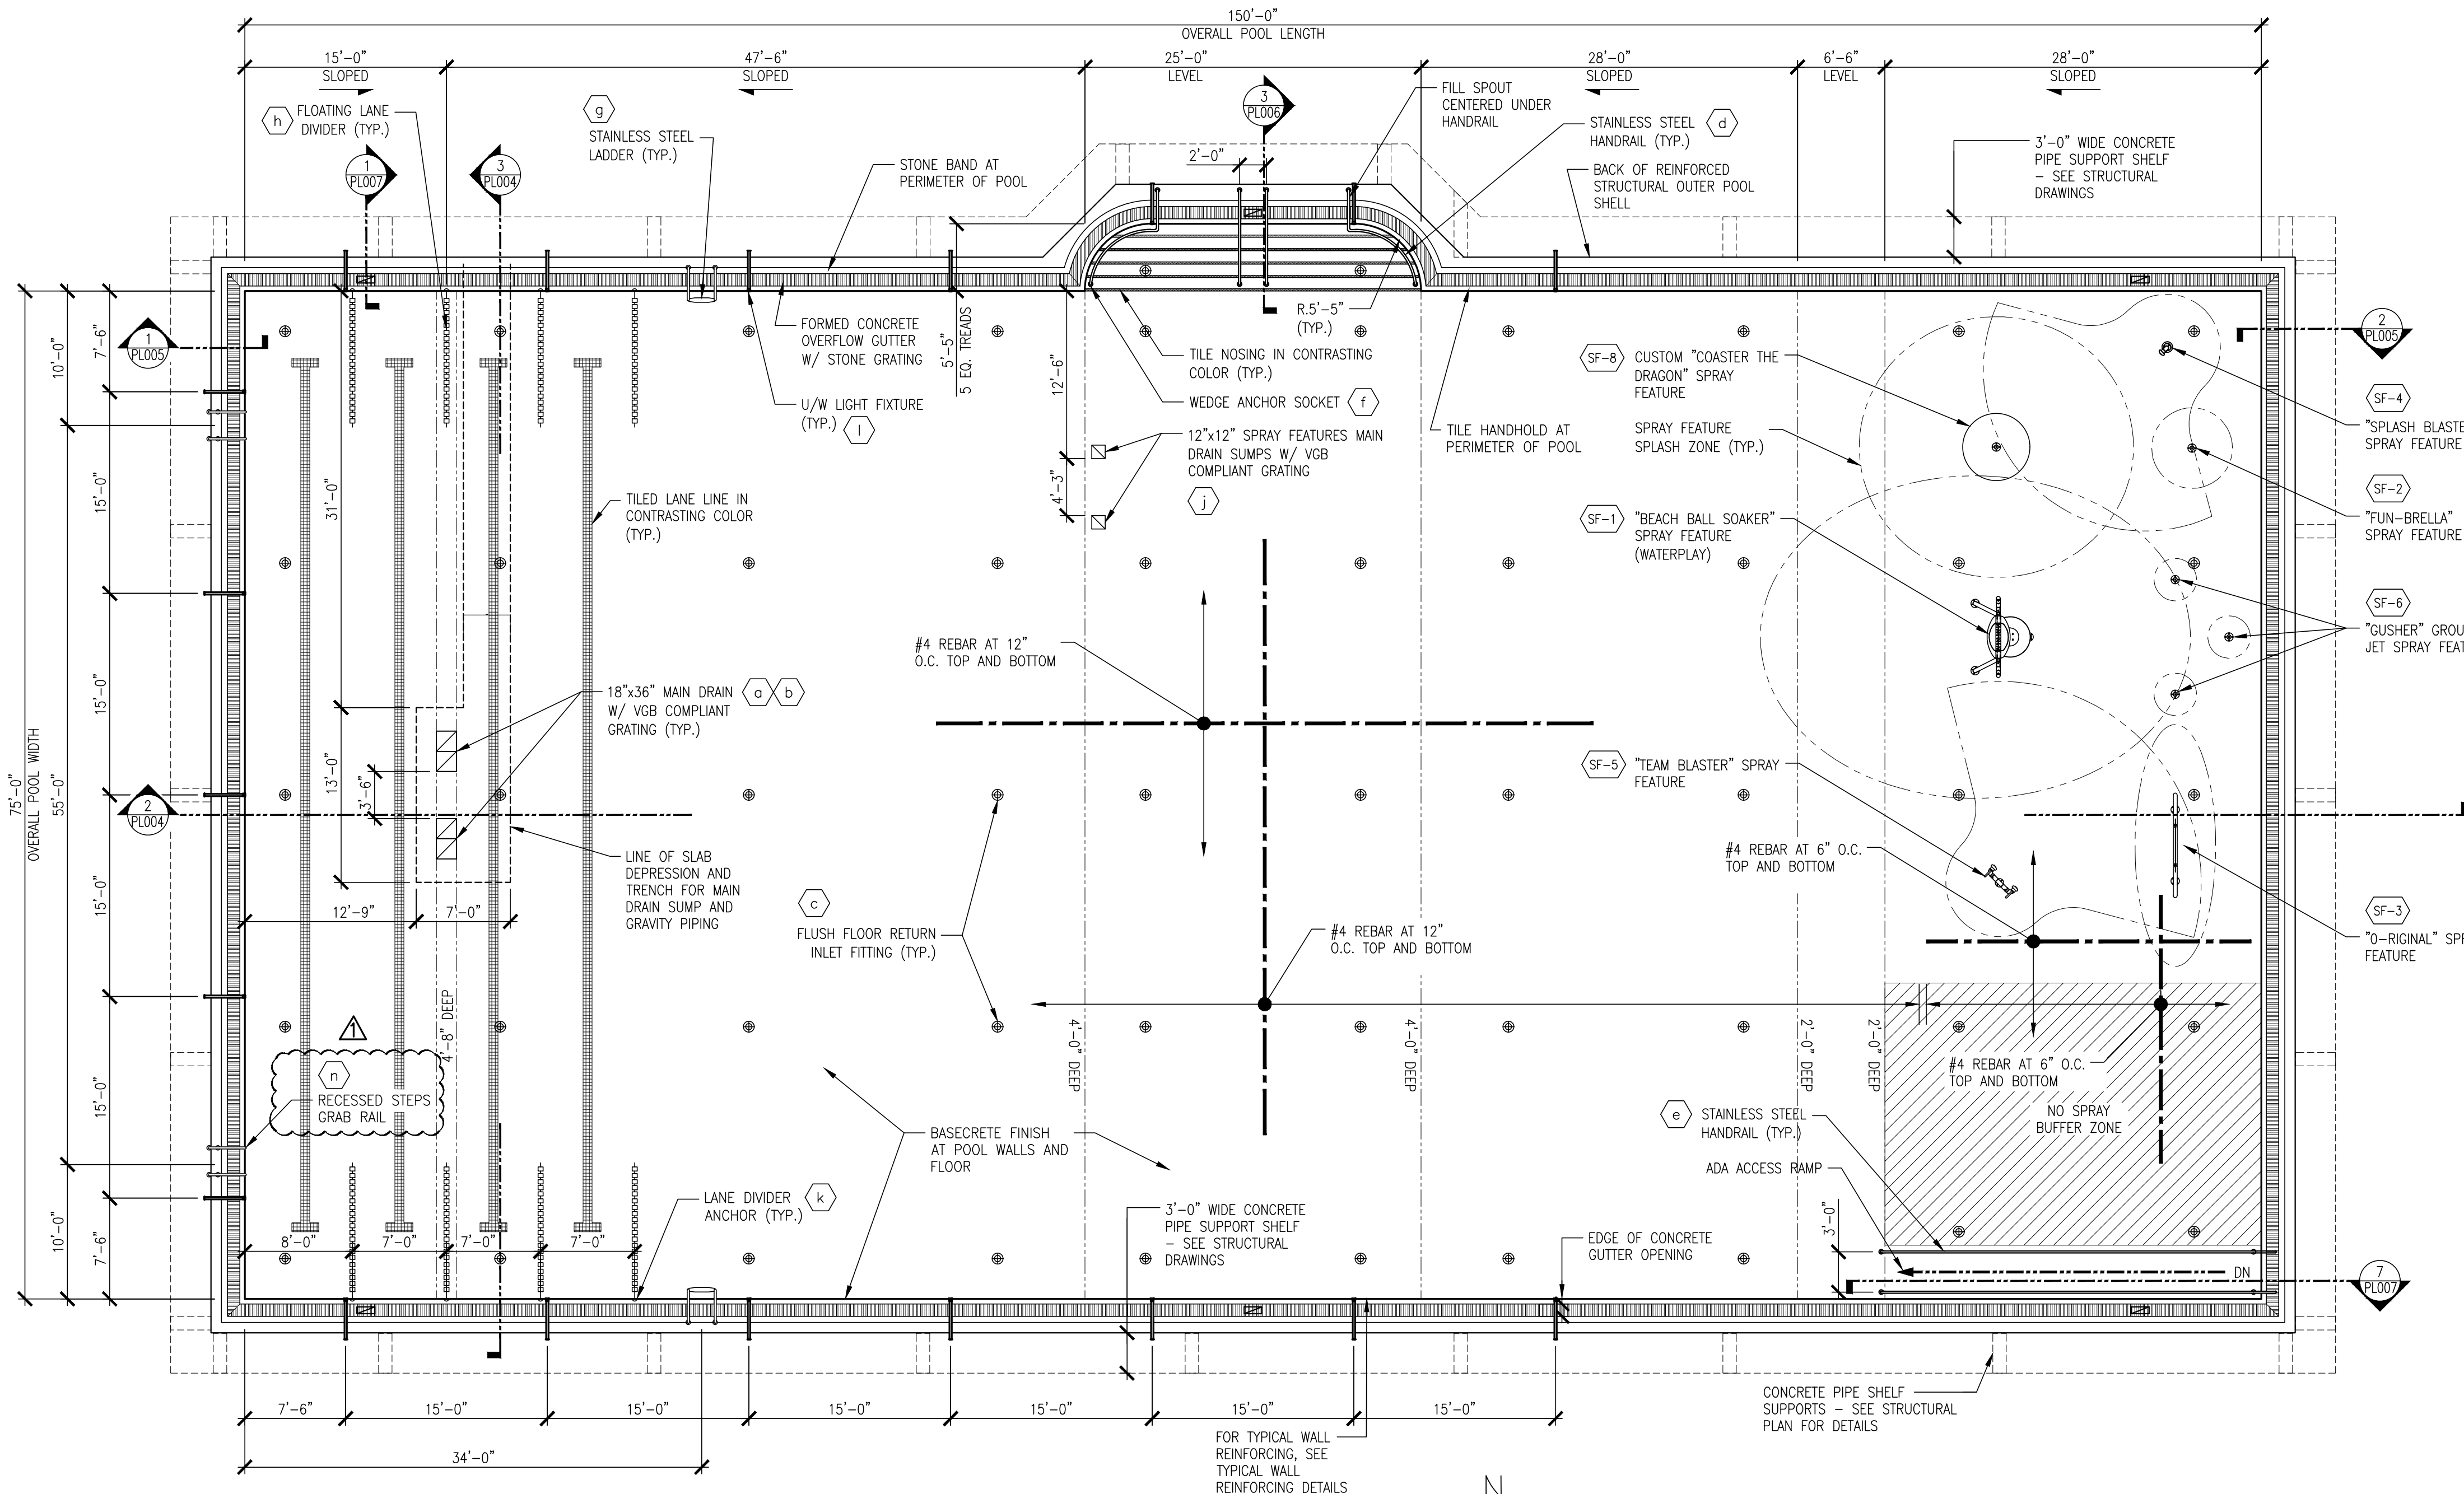 150'-0"
OVERALL POOL LENGTH
15'-0"
SLOPED
47'-6"
SLOPED
25'-0"
LEVEL
28'-0"
SLOPED
6'-6"
LEVEL
28'-0"
SLOPED
h
FLOATING LANE
DIVIDER (TYP.)
g
STAINLESS STEEL
LADDER (TYP.)
1
PL007
3
PL004
STONE BAND AT
PERIMETER OF POOL
3
PL006
2'-0"
FILL SPOUT
CENTERED UNDER
HANDRAIL
STAINLESS STEEL
HANDRAIL (TYP.)
d
BACK OF REINFORCED
STRUCTURAL OUTER POOL
SHELL
3'-0" WIDE CONCRETE
PIPE SUPPORT SHELF
- SEE STRUCTURAL
DRAWINGS
1
PL005
7'-6"
10'-0"
FORMED CONCRETE
OVERFLOW GUTTER
W/ STONE GRATING
U/W LIGHT FIXTURE
(TYP.)
l
5'-5"
5 EQ. TREADS
12'-6"
4'-3"
R.5'-5"
(TYP.)
TILE NOSING IN CONTRASTING
COLOR (TYP.)
WEDGE ANCHOR SOCKET
f
12"x12" SPRAY FEATURES MAIN
DRAIN SUMPS W/ VGB
COMPLIANT GRATING
j
TILE HANDHOLD AT
PERIMETER OF POOL
SF-8
CUSTOM "COASTER THE
DRAGON" SPRAY
FEATURE
SPRAY FEATURE
SPLASH ZONE (TYP.)
SF-1
"BEACH BALL SOAKER"
SPRAY FEATURE
(WATERPLAY)
2
PL005
SF-4
"SPLASH BLASTE
SPRAY FEATURE
SF-2
"FUN-BRELLA"
SPRAY FEATURE
SF-6
"GUSHER" GROU
JET SPRAY FEAT
15'-0"
31'-0"
TILED LANE LINE IN
CONTRASTING COLOR
(TYP.)
#4 REBAR AT 12"
O.C. TOP AND BOTTOM
18"x36" MAIN DRAIN
W/ VGB COMPLIANT
GRATING (TYP.)
a
b
15'-0"
13'-0"
3'-6"
75'-0"
OVERALL POOL WIDTH
55'-0"
2
PL004
LINE OF SLAB
DEPRESSION AND
TRENCH FOR MAIN
DRAIN SUMP AND
GRAVITY PIPING
12'-9"
7'-0"
c
FLUSH FLOOR RETURN
INLET FITTING (TYP.)
#4 REBAR AT 12"
O.C. TOP AND BOTTOM
SF-5
"TEAM BLASTER" SPRAY
FEATURE
#4 REBAR AT 6" O.C.
TOP AND BOTTOM
SF-3
"O-RIGINAL" SPR
FEATURE
15'-0"
15'-0"
4'-8" DEEP
4'-0" DEEP
4'-0" DEEP
2'-0" DEEP
2'-0" DEEP
1
n
RECESSED STEPS
GRAB RAIL
#4 REBAR AT 6" O.C.
TOP AND BOTTOM
NO SPRAY
BUFFER ZONE
e
STAINLESS STEEL
HANDRAIL (TYP.)
ADA ACCESS RAMP
BASECRETE FINISH
AT POOL WALLS AND
FLOOR
LANE DIVIDER
ANCHOR (TYP.)
k
3'-0" WIDE CONCRETE
PIPE SUPPORT SHELF
- SEE STRUCTURAL
DRAWINGS
EDGE OF CONCRETE
GUTTER OPENING
3'-0"
DN
7
PL007
10'-0"
7'-6"
8'-0"
7'-0"
7'-0"
7'-0"
7'-6"
15'-0"
15'-0"
15'-0"
15'-0"
15'-0"
15'-0"
34'-0"
FOR TYPICAL WALL
REINFORCING, SEE
TYPICAL WALL
REINFORCING DETAILS
CONCRETE PIPE SHELF
SUPPORTS - SEE STRUCTURAL
PLAN FOR DETAILS
N